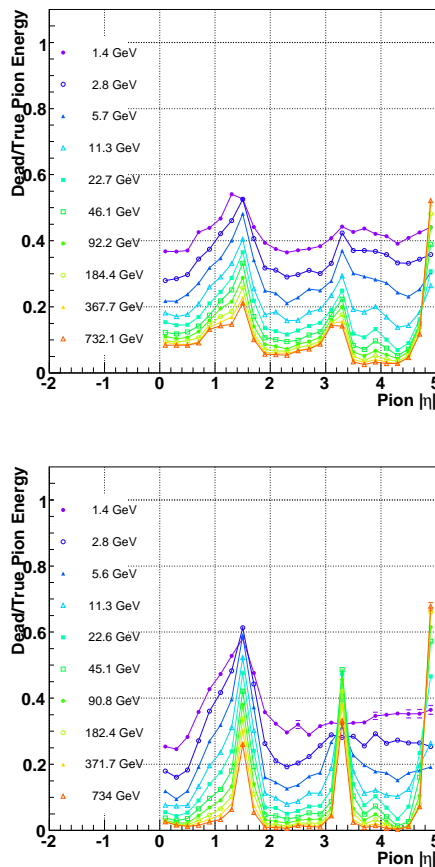 Dead/True Pion Energy
1
0.8
0.6
0.4
0.2
0
1.4 GeV
2.8 GeV
5.7 GeV
11.3 GeV
22.7 GeV
46.1 GeV
92.2 GeV
184.4 GeV
367.7 GeV
732.1 GeV
-2 -1 0 1 2 3 4 5
Pion |η|
Dead/True Pion Energy
1
0.8
0.6
0.4
0.2
0
1.4 GeV
2.8 GeV
5.6 GeV
11.3 GeV
22.6 GeV
45.1 GeV
90.8 GeV
182.4 GeV
371.7 GeV
734 GeV
-2 -1 0 1 2 3 4 5
Pion |η|